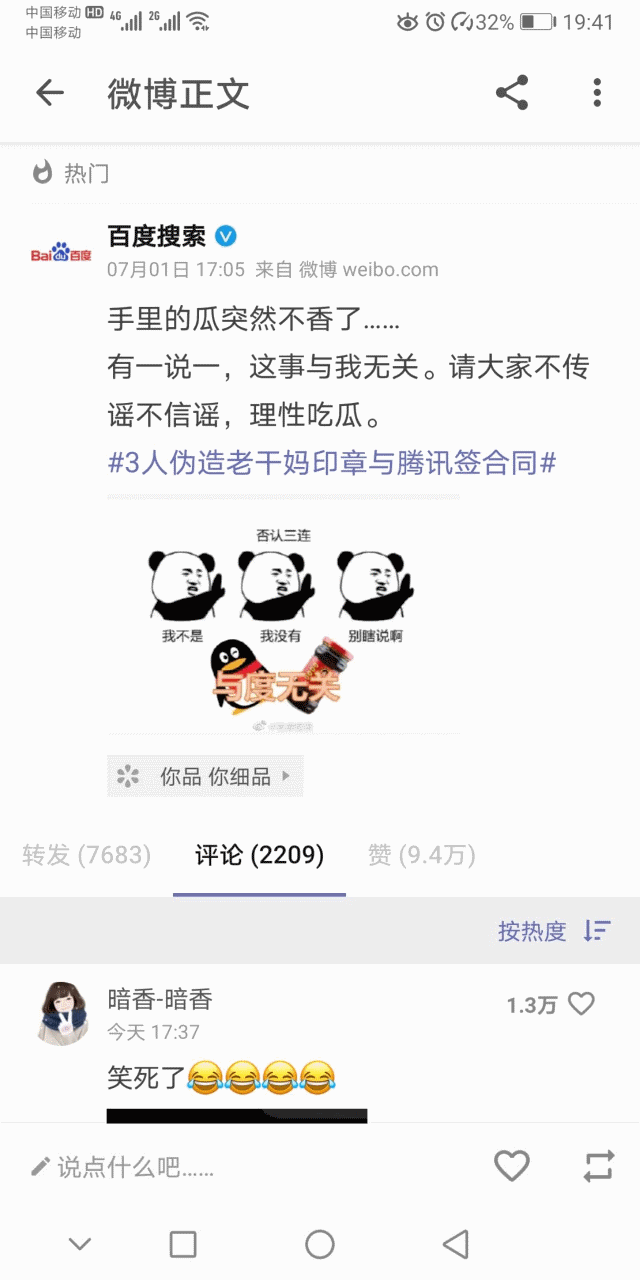 中国移动 HD 4G 2G 32% 19:41
中国移动
微博正文
热门
百度搜索
Bai du 百度
07月01日 17:05 来自 微博 weibo.com
手里的瓜突然不香了……
有一说一，这事与我无关。请大家不传
谣不信谣，理性吃瓜。
#3人伪造老干妈印章与腾讯签合同#
否认三连
我不是 我没有 别瞎说啊
与度无关
你品 你细品
转发 (7683) 评论 (2209) 赞 (9.4万)
按热度
暗香-暗香
1.3万
今天 17:37
笑死了😂😂😂😂
说点什么吧……